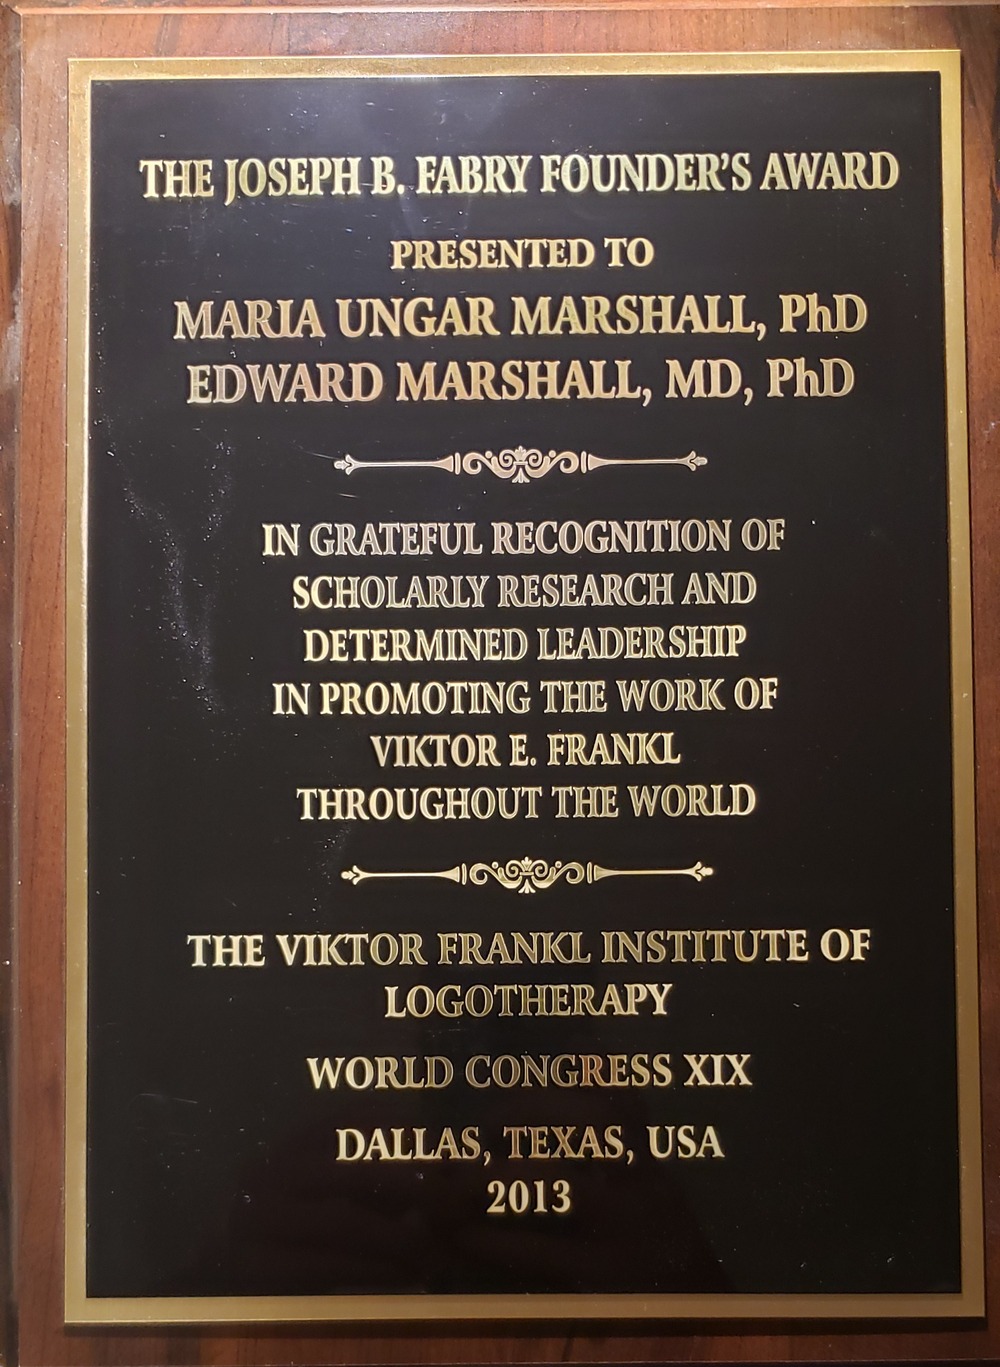 THE JOSEPH B. FABRY FOUNDER'S AWARD
PRESENTED TO
MARIA UNGAR MARSHALL, PhD
EDWARD MARSHALL, MD, PhD
IN GRATEFUL RECOGNITION OF
SCHOLARLY RESEARCH AND
DETERMINED LEADERSHIP
IN PROMOTING THE WORK OF
VIKTOR E. FRANKL
THROUGHOUT THE WORLD
THE VIKTOR FRANKL INSTITUTE OF
LOGOTHERAPY
WORLD CONGRESS XIX
DALLAS, TEXAS, USA
2013